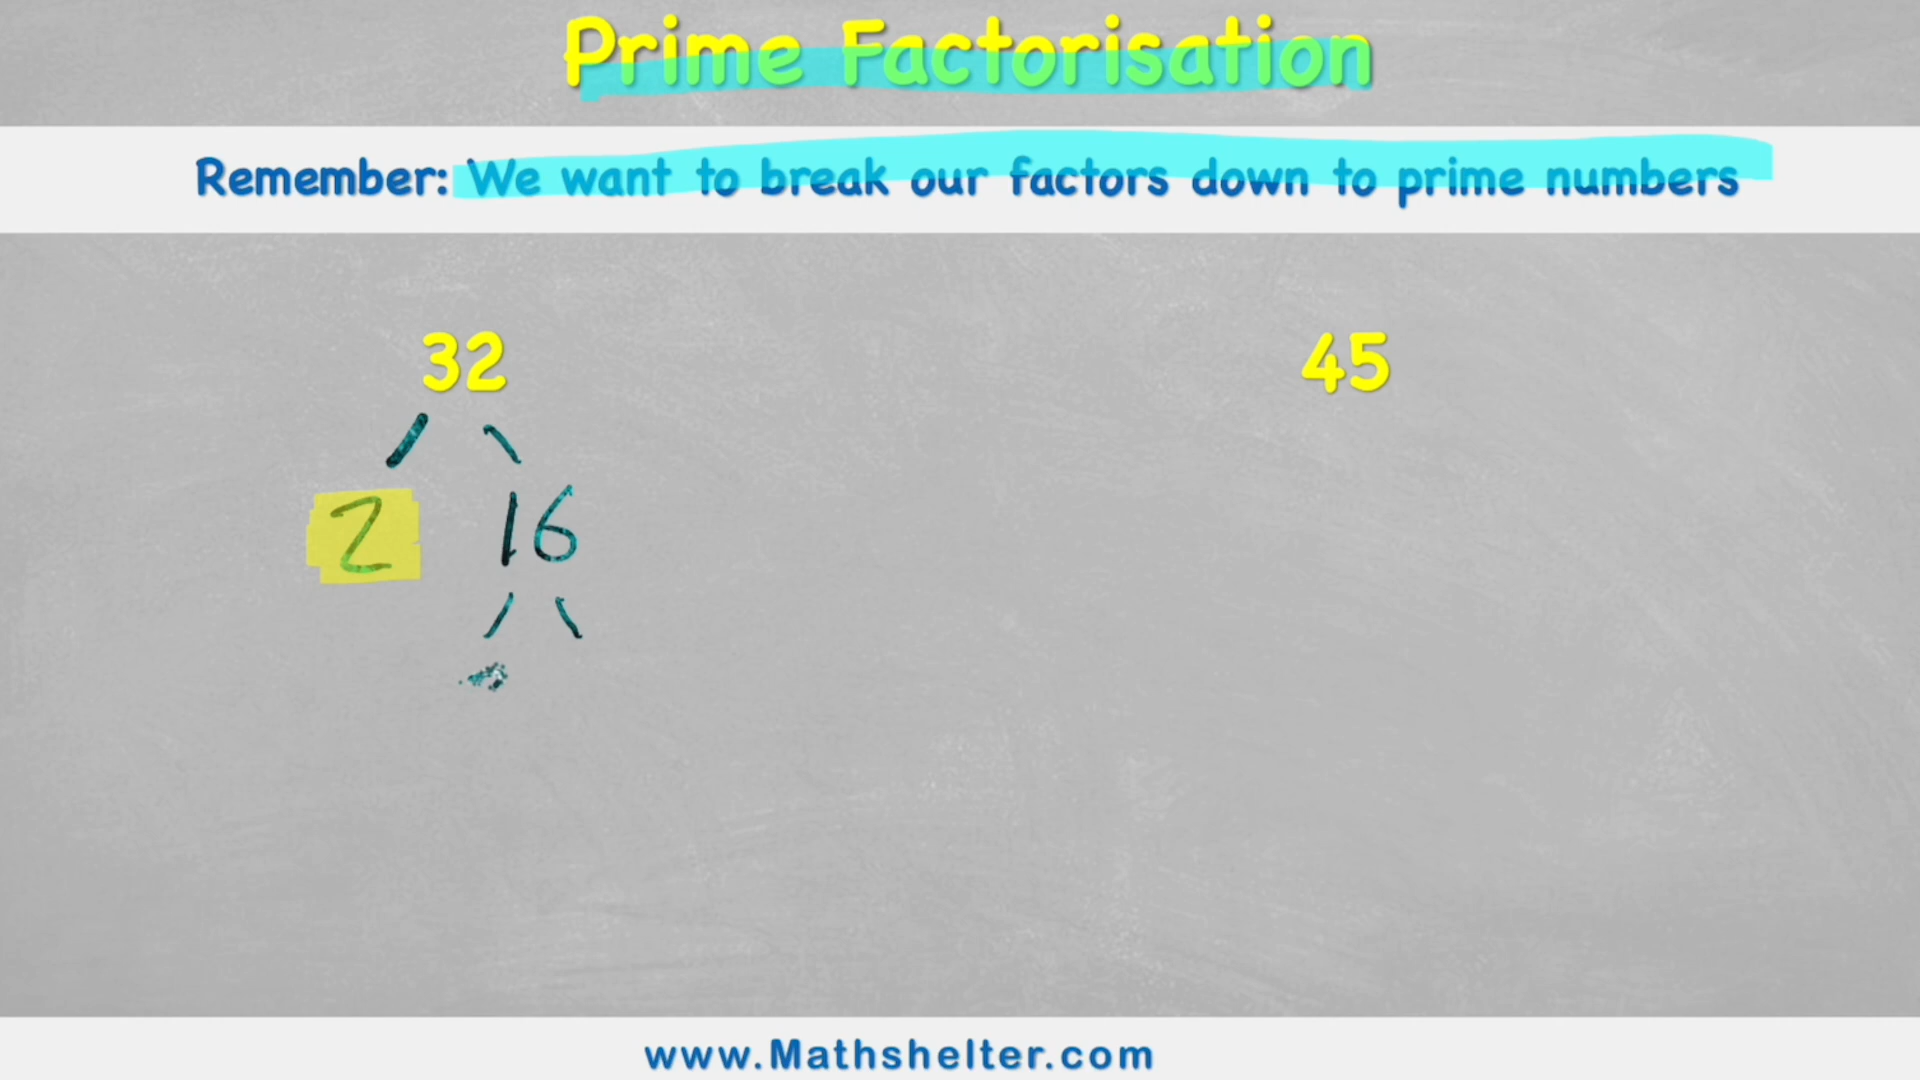 Prime Factorisation
Remember: We want to break our factors down to prime numbers
32 45
2 16
www.Mathshelter.com